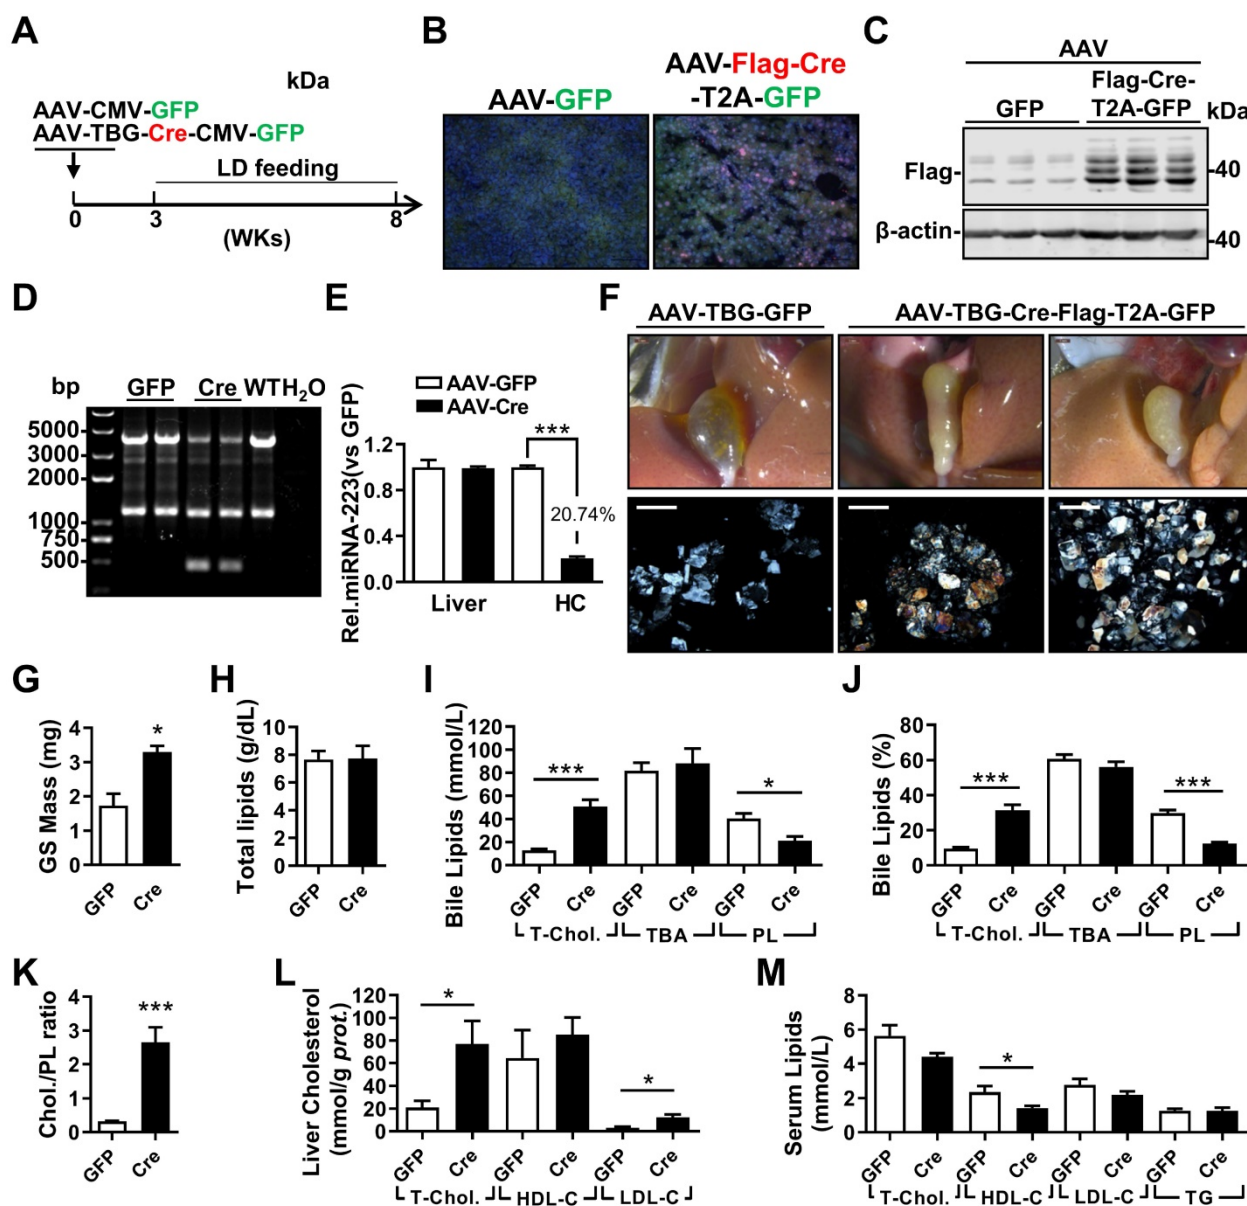 A
kDa
AAV-CMV-GFP
AAV-TBG-Cre-CMV-GFP
LD feeding
0
3
8
(WKs)
B
AAV-GFP
AAV-Flag-Cre
-T2A-GFP
C
AAV
GFP
Flag-Cre-
T2A-GFP
kDa
Flag-
-40
β-actin-
-40
D
bp
GFP
Cre
WT
H₂O
5000
3000
2000
1000
750
500
E
AAV-GFP
AAV-Cre
Rel.miRNA-223(vs GFP)
1.2
0.8
0.4
0.0
***
20.74%
Liver
HC
F
AAV-TBG-GFP
AAV-TBG-Cre-Flag-T2A-GFP
G
GS Mass (mg)
4
3
2
1
0
*
GFP
Cre
H
Total lipids (g/dL)
10
8
6
4
2
0
GFP
Cre
I
Bile Lipids (mmol/L)
120
100
80
60
40
20
0
***
*
GFP
Cre
GFP
Cre
GFP
Cre
T-Chol.
TBA
PL
J
Bile Lipids (%)
80
60
40
20
0
***
***
GFP
Cre
GFP
Cre
GFP
Cre
T-Chol.
TBA
PL
K
Chol./PL ratio
4
3
2
1
0
***
GFP
Cre
L
Liver Cholesterol
(mmol/g prot.)
120
100
80
60
40
20
0
*
*
GFP
Cre
GFP
Cre
GFP
Cre
T-Chol.
HDL-C
LDL-C
M
Serum Lipids
(mmol/L)
8
6
4
2
0
*
GFP
Cre
GFP
Cre
GFP
Cre
GFP
Cre
T-Chol.
HDL-C
LDL-C
TG